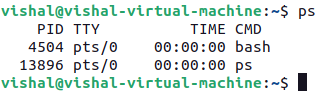 vishal@vishal-virtual-machine:~$ ps
    PID TTY          TIME CMD
   4504 pts/0    00:00:00 bash
  13896 pts/0    00:00:00 ps
vishal@vishal-virtual-machine:~$